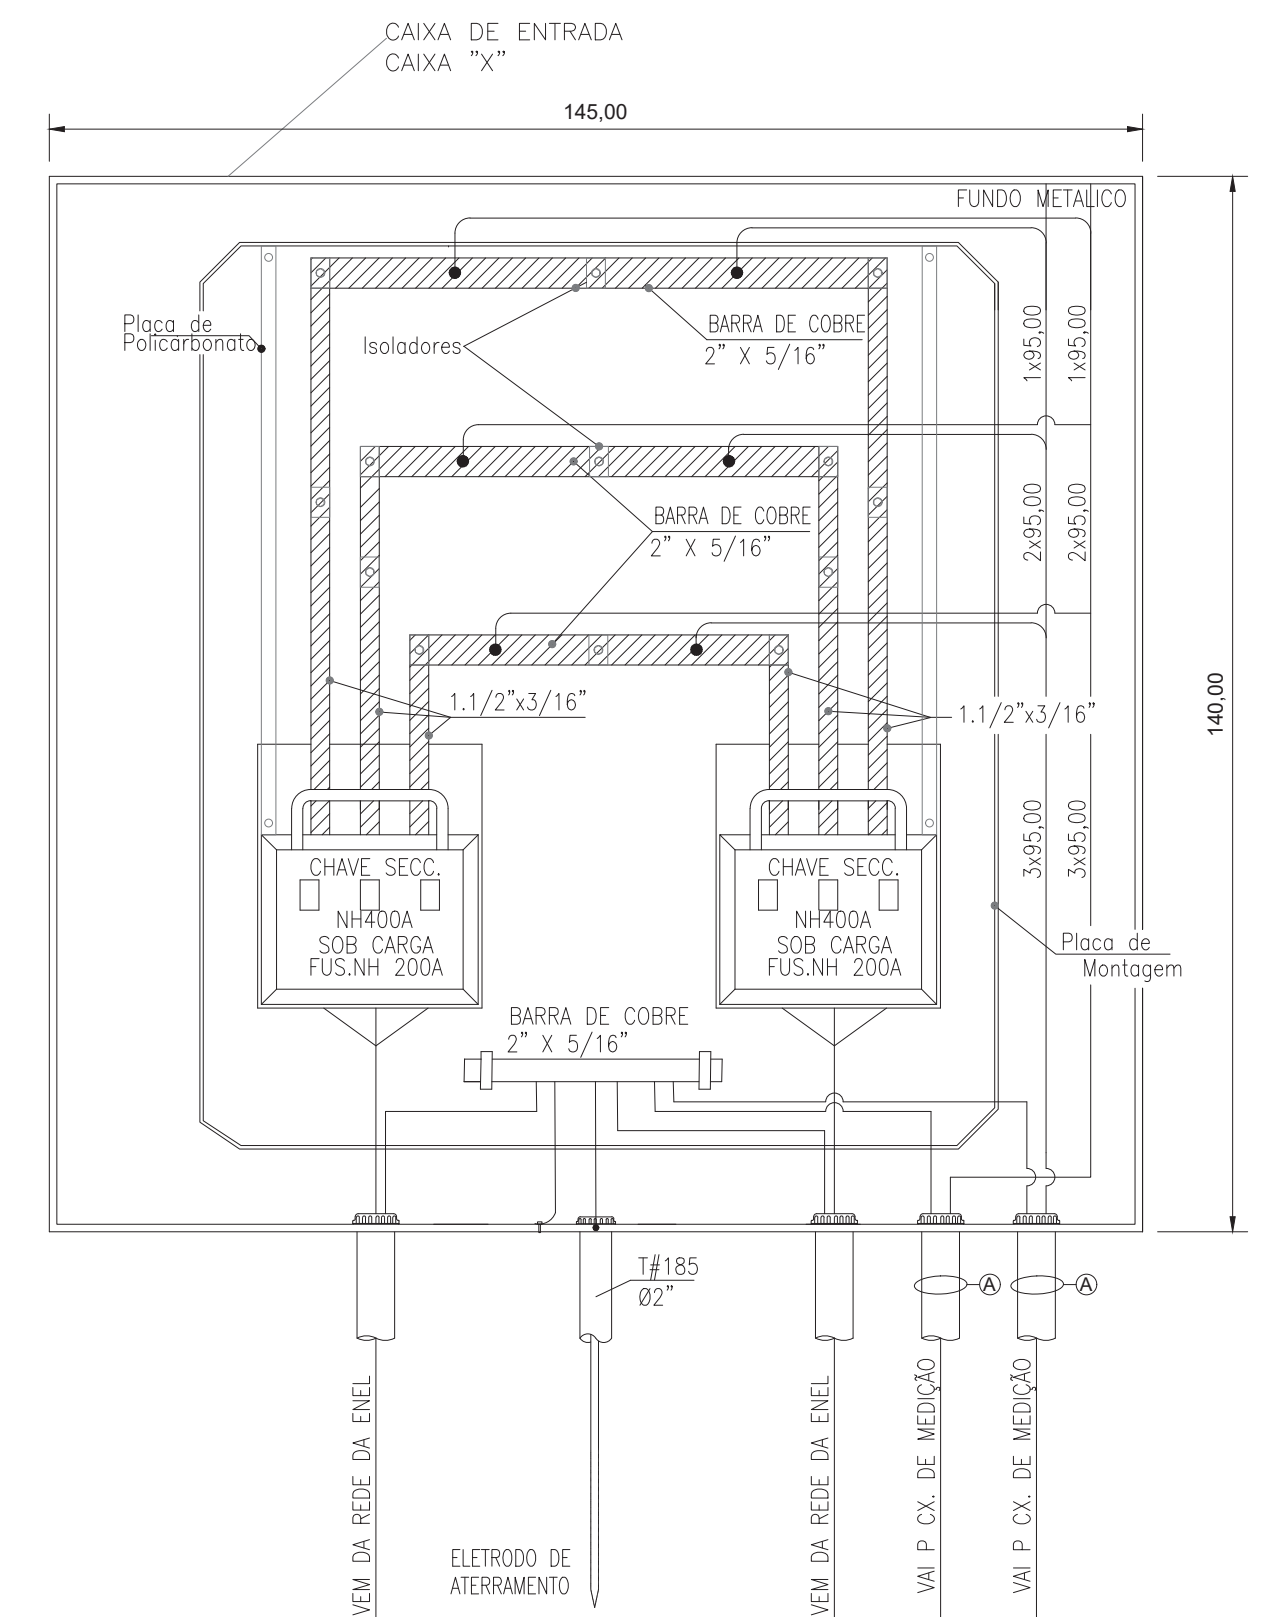 CAIXA DE ENTRADA
CAIXA "X"
145,00
FUNDO METALICO
Placa de
Policarbonato
Isoladores
BARRA DE COBRE
2" X 5/16"
1x95,00
1x95,00
BARRA DE COBRE
2" X 5/16"
2x95,00
2x95,00
1.1/2"x3/16"
1.1/2"x3/16"
140,00
3x95,00
3x95,00
CHAVE SECC.
NH400A
SOB CARGA
FUS.NH 200A
CHAVE SECC.
NH400A
SOB CARGA
FUS.NH 200A
Placa de
Montagem
BARRA DE COBRE
2" X 5/16"
T#185
Ø2"
A
A
VEM DA REDE DA ENEL
ELETRODO DE
ATERRAMENTO
VEM DA REDE DA ENEL
VAI P CX. DE MEDIÇÃO
VAI P CX. DE MEDIÇÃO